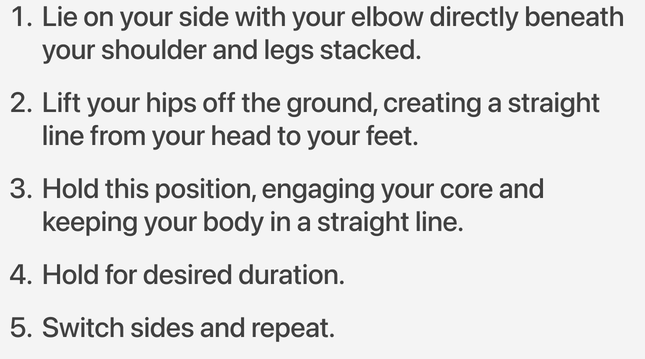 1. Lie on your side with your elbow directly beneath
your shoulder and legs stacked.
2. Lift your hips off the ground, creating a straight
line from your head to your feet.
3. Hold this position, engaging your core and
keeping your body in a straight line.
4. Hold for desired duration.
5. Switch sides and repeat.